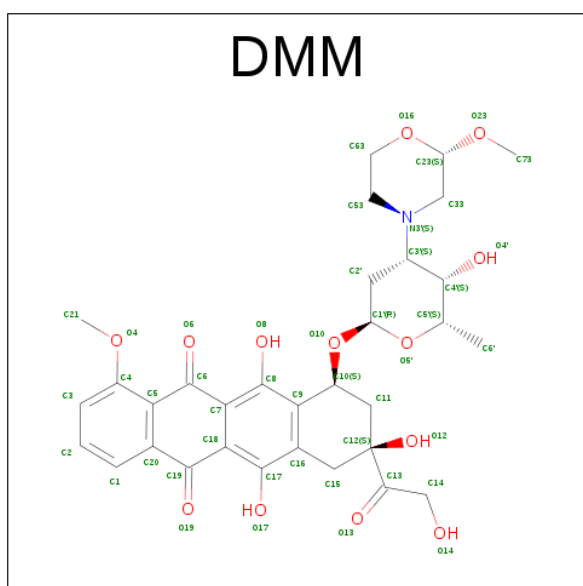 DMM
O16 O23
C63 C23(S) C73
C53 C33
N N3'(S)
C3'(S) O4'
C2' OH
C4'(S)
C21 O4 O6 O8 O10 C1'(R) C5'(S)
O O OH O O C6'
O5'
C4 C10(S)
C3 C5 C6 C8 C9 C11
C7
C2 C18 C12(S) OH O12
C20 C16
C1 C19 C17 C15 C13 C14
O HO O
O19 O17 O13 OH
O14